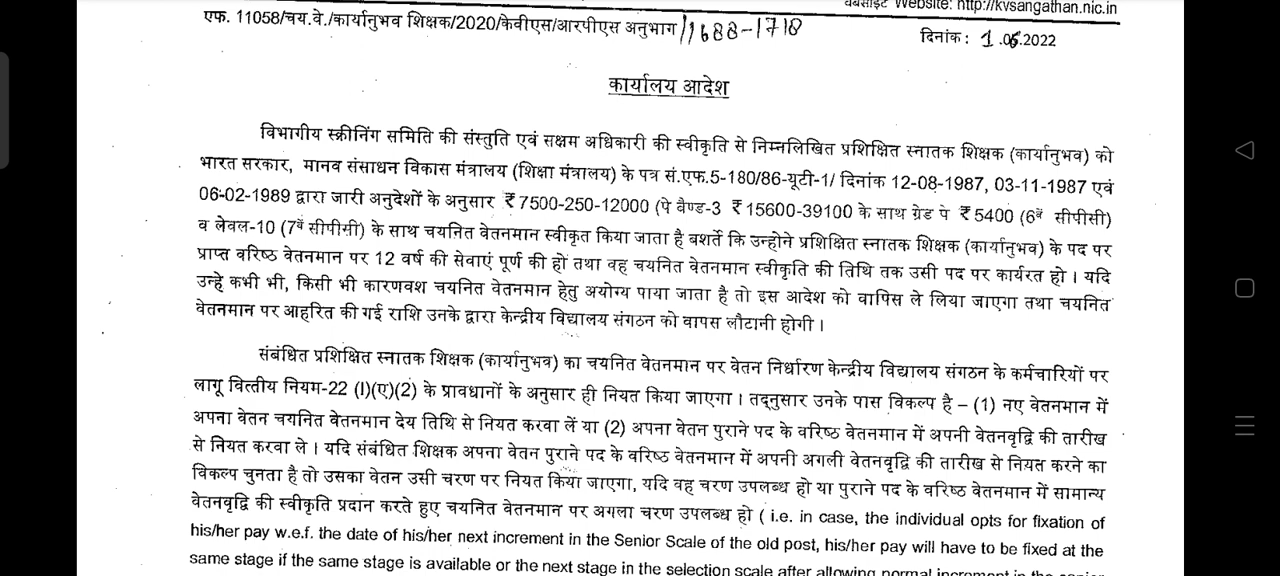 वेबसाइट Website: http://kvsangathan.nic.in
एफ. 11058/चय.वे./कार्यानुभव शिक्षक/2020/केवीएस/आरपीएस अनुभाग/1688-1718
दिनांक: 1.06.2022
कार्यालय आदेश
विभागीय स्क्रीनिंग समिति की संस्तुति एवं सक्षम अधिकारी की स्वीकृति से निम्नलिखित प्रशिक्षित स्नातक शिक्षक (कार्यानुभव) को
भारत सरकार, मानव संसाधन विकास मंत्रालय (शिक्षा मंत्रालय) के पत्र सं.एफ.5-180/86-यूटी-1/ दिनांक 12-08-1987, 03-11-1987 एवं
06-02-1989 द्वारा जारी अनुदेशों के अनुसार ₹ 7500-250-12000 (पे बैण्ड-3 ₹ 15600-39100 के साथ ग्रेड पे ₹ 5400 (6वें सीपीसी)
व लेवल-10 (7वें सीपीसी) के साथ चयनित वेतनमान स्वीकृत किया जाता है बशर्ते कि उन्होने प्रशिक्षित स्नातक शिक्षक (कार्यानुभव) के पद पर
प्राप्त वरिष्ठ वेतनमान पर 12 वर्ष की सेवाएं पूर्ण की हो तथा वह चयनित वेतनमान स्वीकृति की तिथि तक उसी पद पर कार्यरत हो । यदि
उन्हे कभी भी, किसी भी कारणवश चयनित वेतनमान हेतु अयोग्य पाया जाता है तो इस आदेश को वापिस ले लिया जाएगा तथा चयनित
वेतनमान पर आहरित की गई राशि उनके द्वारा केन्द्रीय विद्यालय संगठन को वापस लौटानी होगी ।
संबंधित प्रशिक्षित स्नातक शिक्षक (कार्यानुभव) का चयनित वेतनमान पर वेतन निर्धारण केन्द्रीय विद्यालय संगठन के कर्मचारियों पर
लागू वित्तीय नियम-22 (I)(ए)(2) के प्रावधानों के अनुसार ही नियत किया जाएगा । तद्नुसार उनके पास विकल्प है – (1) नए वेतनमान में
अपना वेतन चयनित वेतनमान देय तिथि से नियत करवा लें या (2) अपना वेतन पुराने पद के वरिष्ठ वेतनमान में अपनी वेतनवृद्धि की तारीख
से नियत करवा ले । यदि संबंधित शिक्षक अपना वेतन पुराने पद के वरिष्ठ वेतनमान में अपनी अगली वेतनवृद्धि की तारीख से नियत करने का
विकल्प चुनता है तो उसका वेतन उसी चरण पर नियत किया जाएगा, यदि वह चरण उपलब्ध हो या पुराने पद के वरिष्ठ वेतनमान में सामान्य
वेतनवृद्धि की स्वीकृति प्रदान करते हुए चयनित वेतनमान पर अगला चरण उपलब्ध हो ( i.e. in case, the individual opts for fixation of
his/her pay w.e.f. the date of his/her next increment in the Senior Scale of the old post, his/her pay will have to be fixed at the
same stage if the same stage is available or the next stage in the selection scale after allowing normal increment in the senior